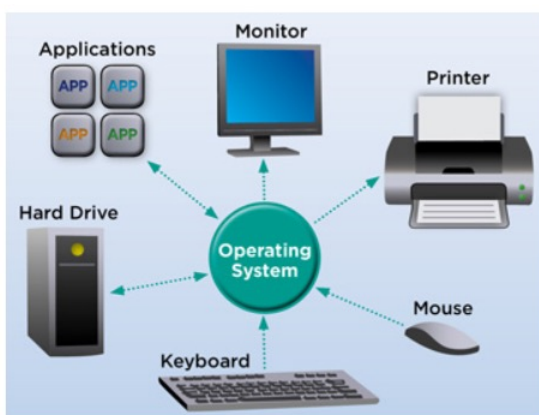 Monitor
Applications
APP APP
APP APP
Printer
Hard Drive
Operating
System
Mouse
Keyboard